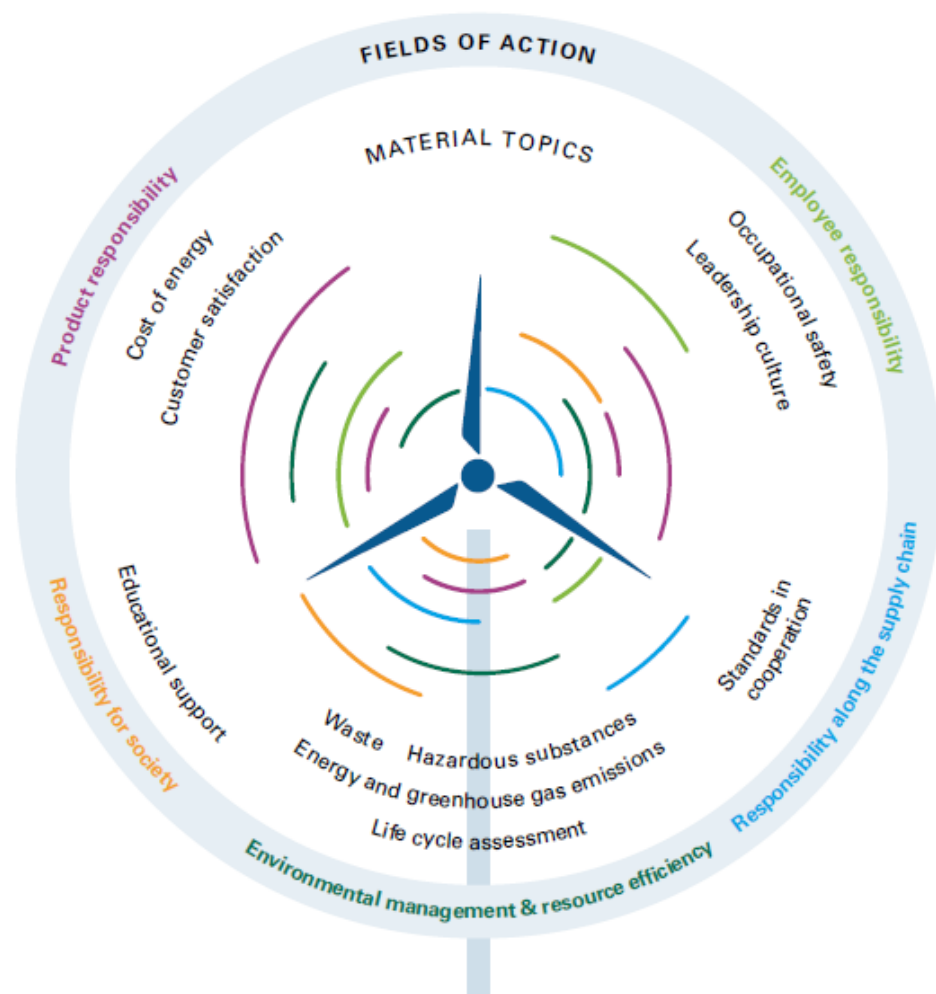 FIELDS OF ACTION
MATERIAL TOPICS
Product responsibility
Cost of energy
Customer satisfaction
Employee responsibility
Occupational safety
Leadership culture
Responsibility for society
Educational support
Waste
Hazardous substances
Energy and greenhouse gas emissions
Life cycle assessment
Environmental management & resource efficiency
Standards in
cooperation
Responsibility along the supply chain